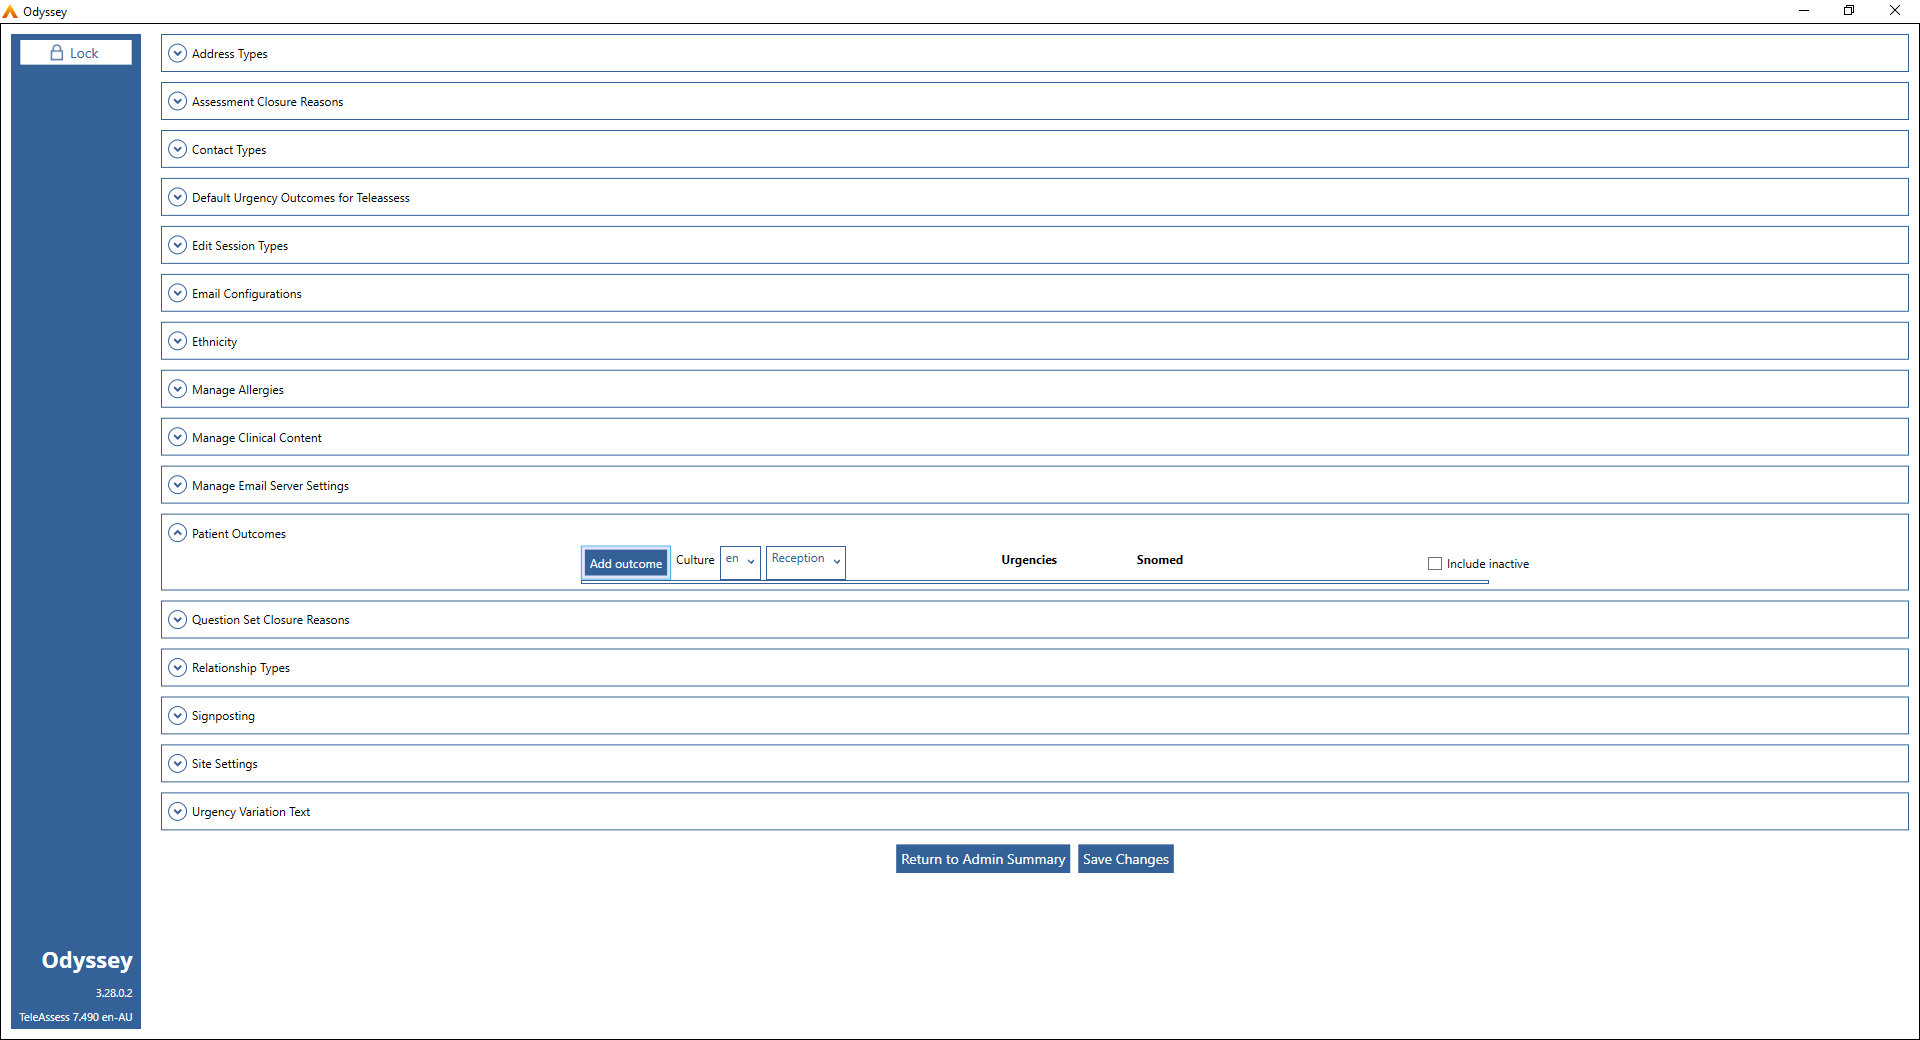 Odyssey
Lock
Address Types
Assessment Closure Reasons
Contact Types
Default Urgency Outcomes for Teleassess
Edit Session Types
Email Configurations
Ethnicity
Manage Allergies
Manage Clinical Content
Manage Email Server Settings
Patient Outcomes
Add outcome Culture en Reception Urgencies Snomed Include inactive
Question Set Closure Reasons
Relationship Types
Signposting
Site Settings
Urgency Variation Text
Return to Admin Summary Save Changes
Odyssey
3.28.0.2
TeleAssess 7.490 en-AU